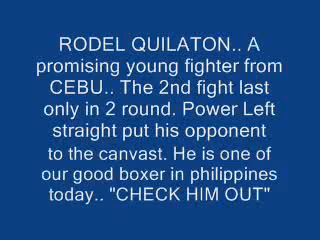 RODEL QUILATON.. A
promising young fighter from
CEBU.. The 2nd fight last
only in 2 round. Power Left
straight put his opponent
to the canvast. He is one of
our good boxer in philippines
today.. "CHECK HIM OUT"